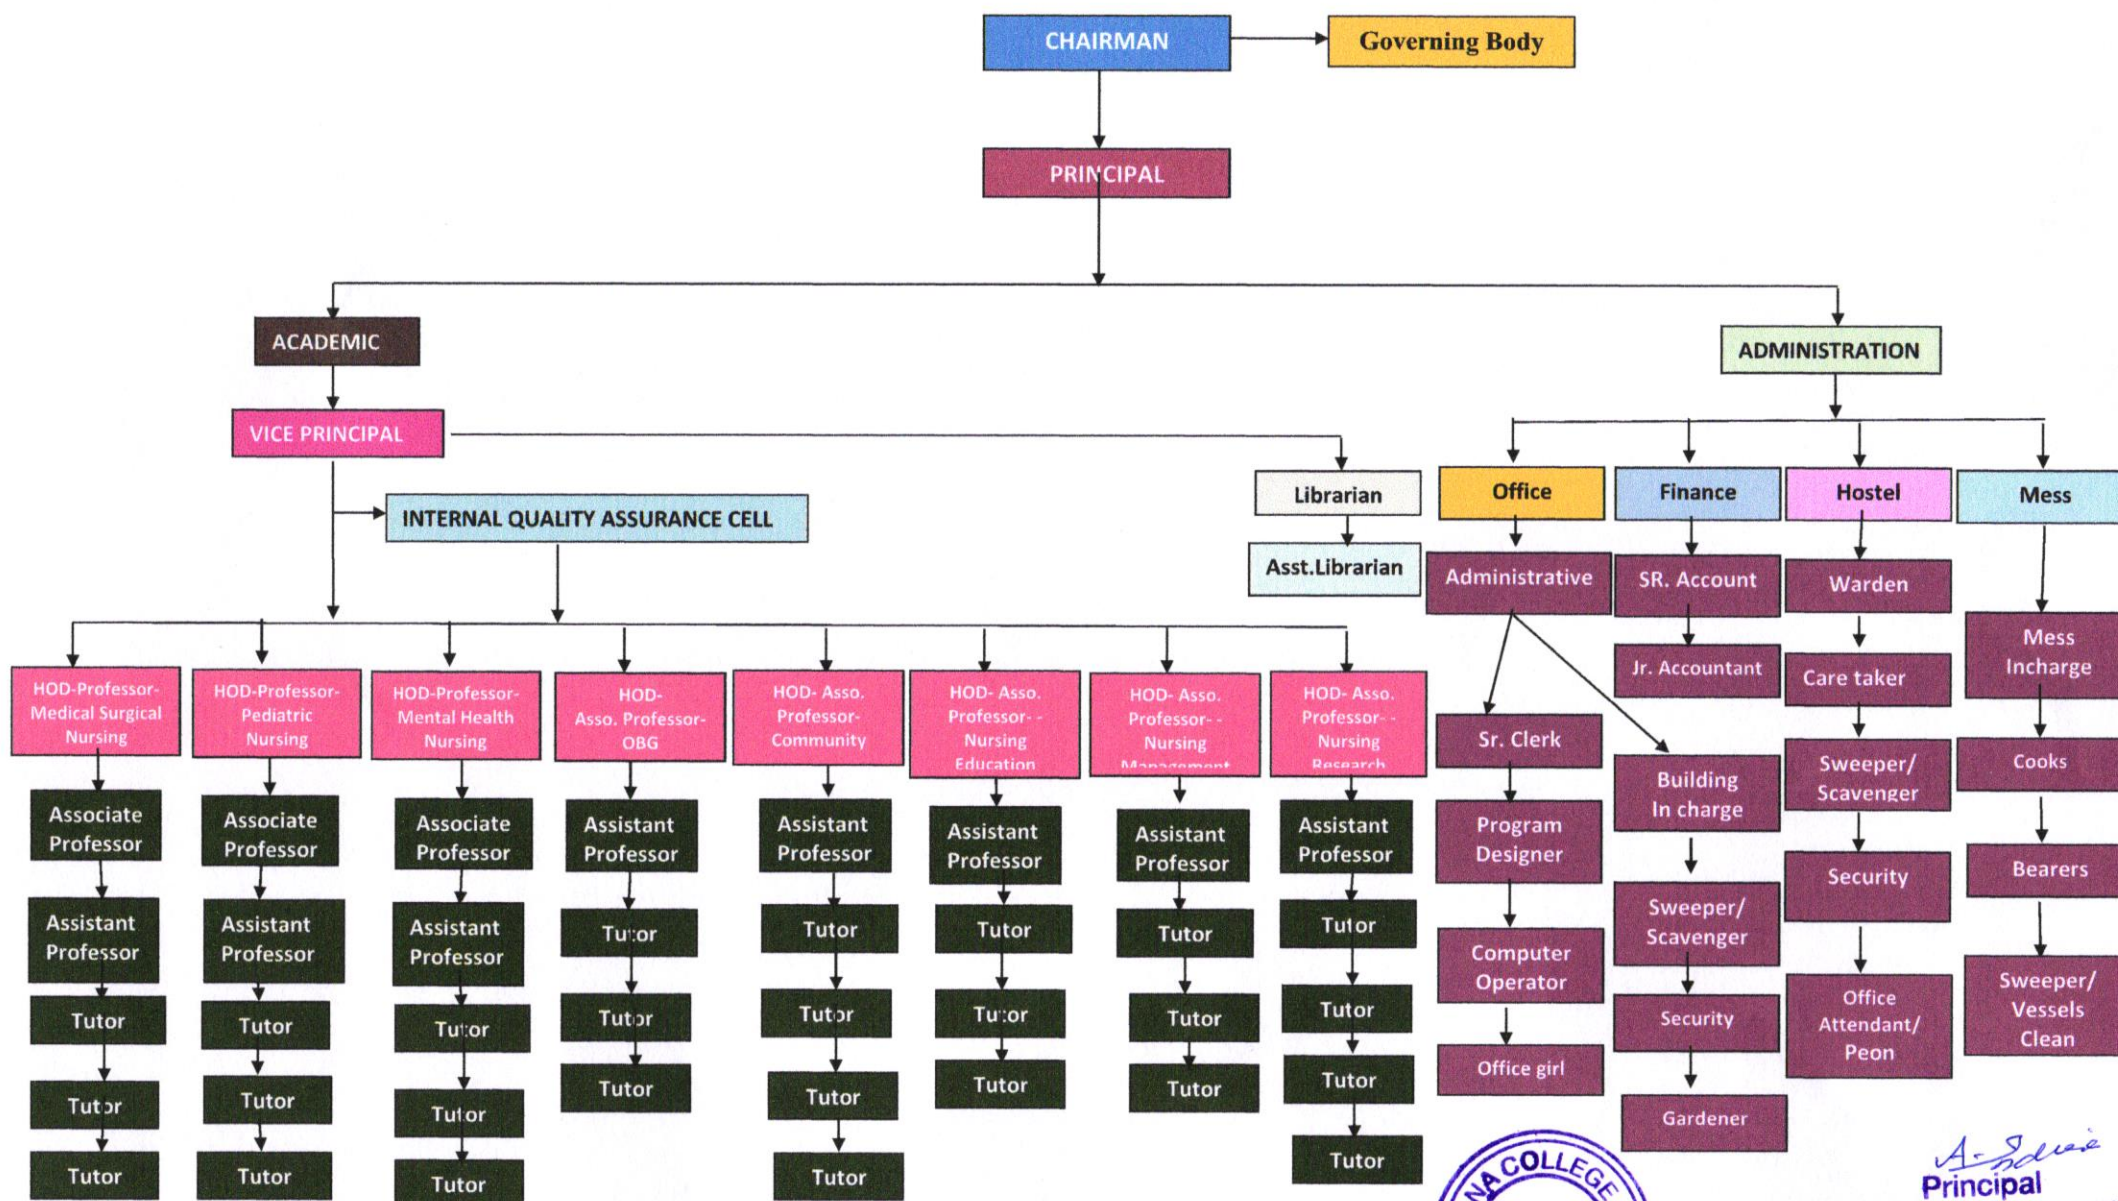 CHAIRMAN
Governing Body
PRINCIPAL
ACADEMIC
ADMINISTRATION
VICE PRINCIPAL
INTERNAL QUALITY ASSURANCE CELL
Librarian
Asst.Librarian
Office
Finance
Hostel
Mess
HOD-Professor-
Medical Surgical
Nursing
Associate
Professor
Assistant
Professor
Tutor
Tutor
Tutor
HOD-Professor-
Pediatric
Nursing
Associate
Professor
Assistant
Professor
Tutor
Tutor
Tutor
HOD-Professor-
Mental Health
Nursing
Associate
Professor
Assistant
Professor
Tutor
Tutor
Tutor
HOD-
Asso. Professor-
OBG
Assistant
Professor
Tutor
Tutor
Tutor
HOD- Asso.
Professor-
Community
Assistant
Professor
Tutor
Tutor
Tutor
Tutor
HOD- Asso.
Professor- -
Nursing
Education
Assistant
Professor
Tutor
Tutor
Tutor
HOD- Asso.
Professor- -
Nursing
Management
Assistant
Professor
Tutor
Tutor
Tutor
HOD- Asso.
Professor- -
Nursing
Research
Assistant
Professor
Tutor
Tutor
Tutor
Tutor
Administrative
Sr. Clerk
Program
Designer
Computer
Operator
Office girl
Building
In charge
Sweeper/
Scavenger
Security
Gardener
SR. Account
Jr. Accountant
Warden
Care taker
Sweeper/
Scavenger
Security
Office
Attendant/
Peon
Mess
Incharge
Cooks
Bearers
Sweeper/
Vessels
Clean
NA COLLEGE
Principal